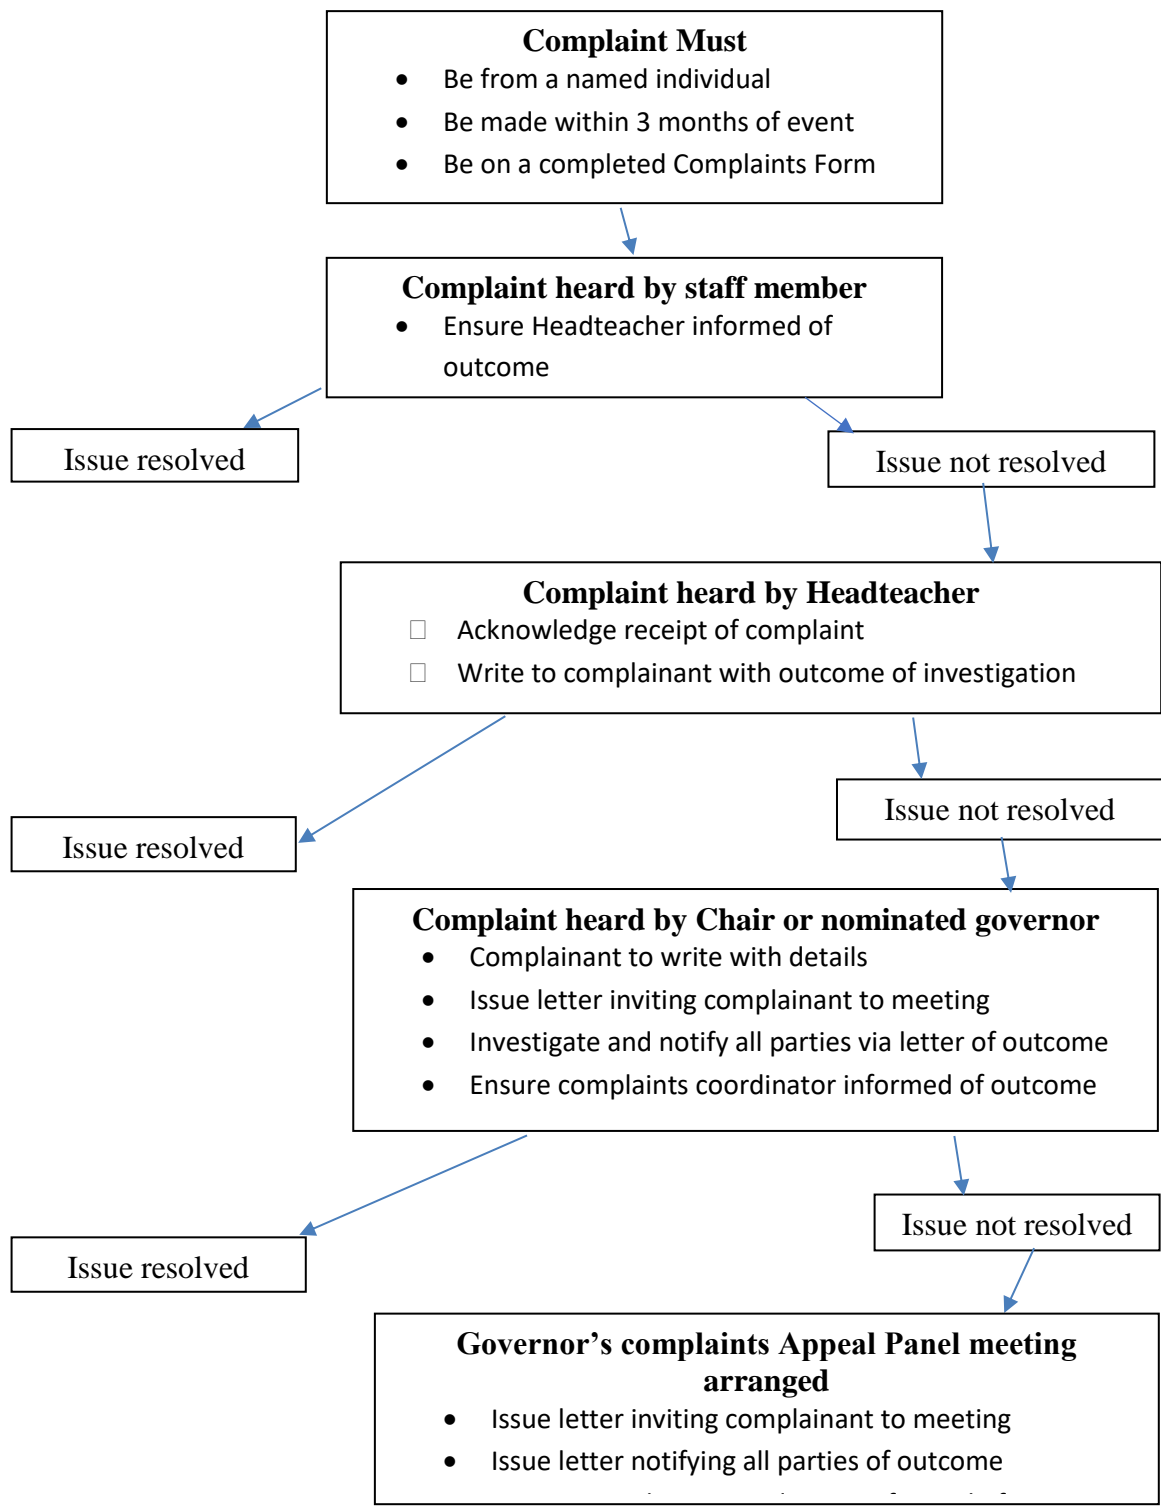 Complaint Must
• Be from a named individual
• Be made within 3 months of event
• Be on a completed Complaints Form
Complaint heard by staff member
• Ensure Headteacher informed of
outcome
Issue resolved
Issue not resolved
Complaint heard by Headteacher
Acknowledge receipt of complaint
Write to complainant with outcome of investigation
Issue not resolved
Issue resolved
Complaint heard by Chair or nominated governor
• Complainant to write with details
• Issue letter inviting complainant to meeting
• Investigate and notify all parties via letter of outcome
• Ensure complaints coordinator informed of outcome
Issue not resolved
Issue resolved
Governor’s complaints Appeal Panel meeting
arranged
• Issue letter inviting complainant to meeting
• Issue letter notifying all parties of outcome